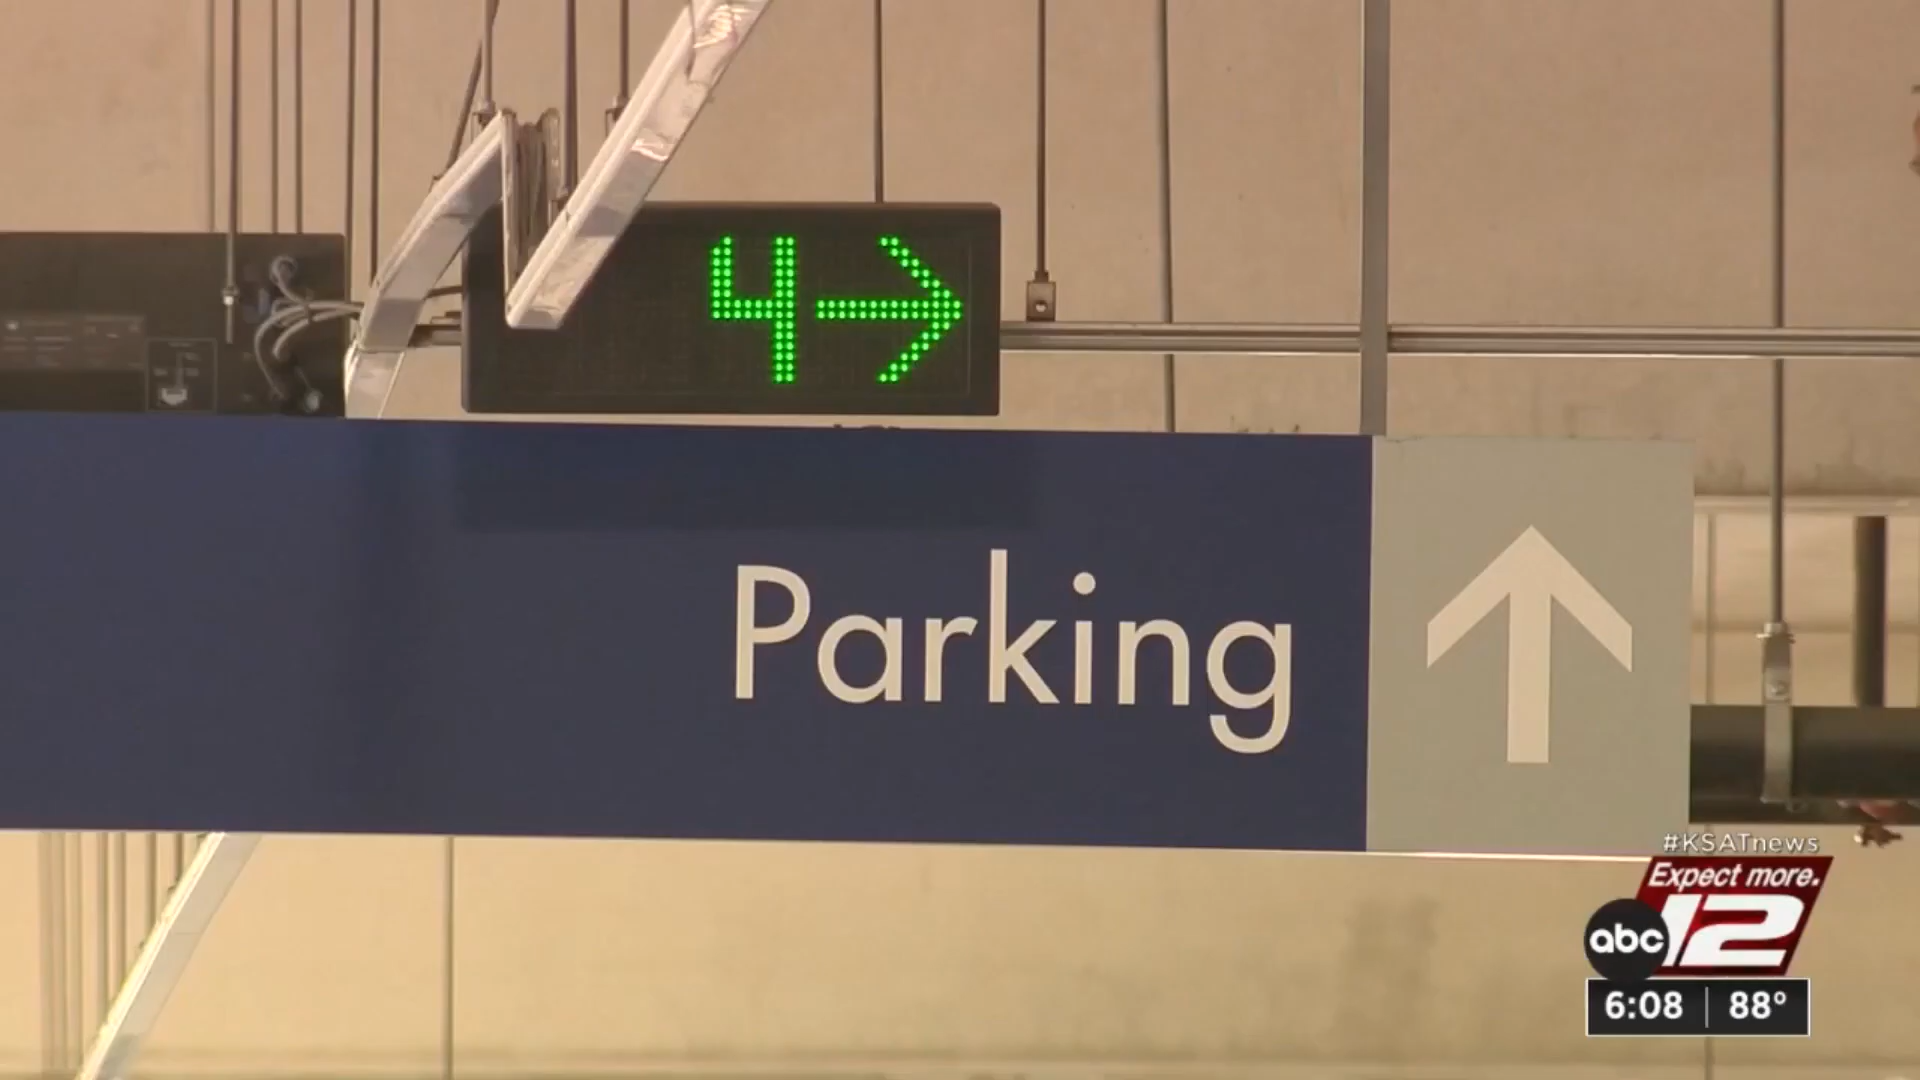 4→
Parking
#KSATnews
Expect more.
abc 12
6:08 | 88°